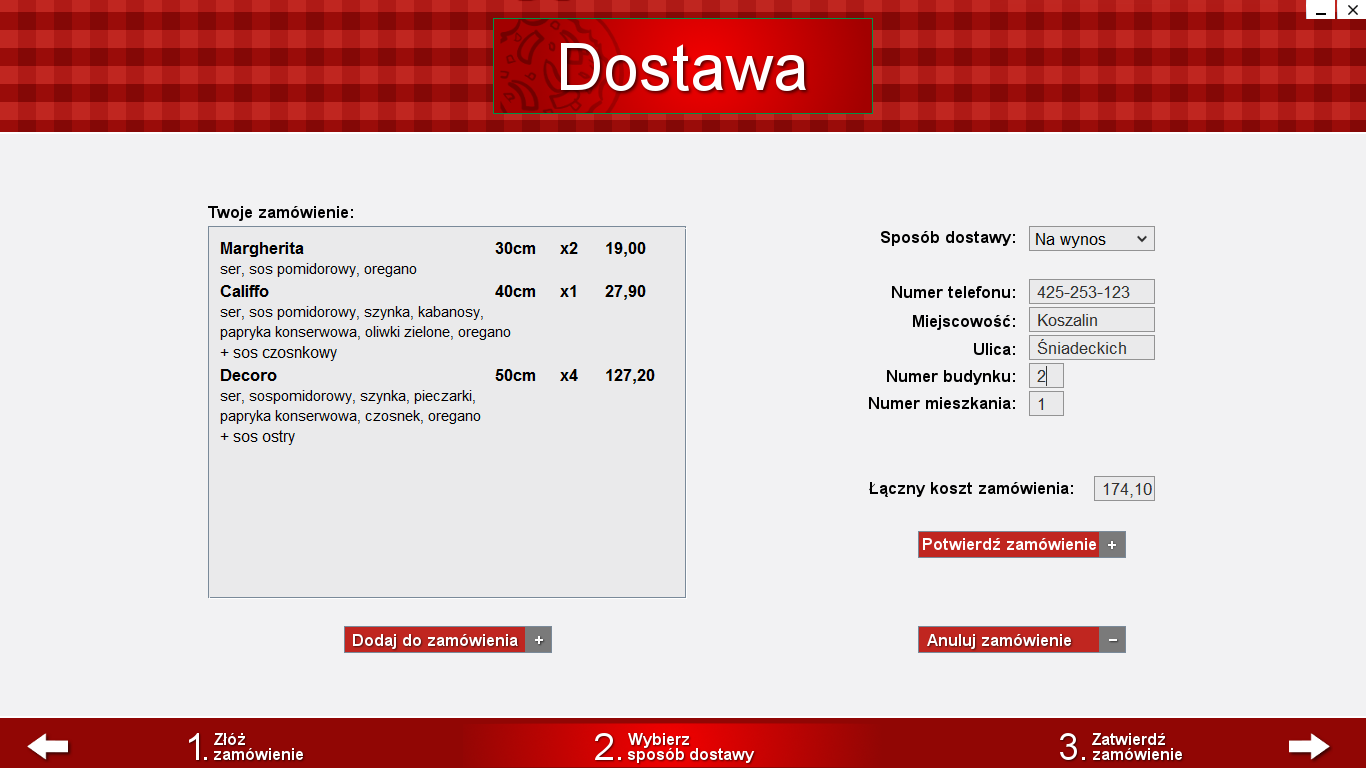 Dostawa
Twoje zamówienie:
Margherita 30cm x2 19,00
ser, sos pomidorowy, oregano
Califfo 40cm x1 27,90
ser, sos pomidorowy, szynka, kabanosy,
papryka konserwowa, oliwki zielone, oregano
+ sos czosnkowy
Decoro 50cm x4 127,20
ser, sospomidorowy, szynka, pieczarki,
papryka konserwowa, czosnek, oregano
+ sos ostry
Dodaj do zamówienia +
Sposób dostawy: Na wynos
Numer telefonu: 425-253-123
Miejscowość: Koszalin
Ulica: Śniadeckich
Numer budynku: 2
Numer mieszkania: 1
Łączny koszt zamówienia: 174,10
Potwierdź zamówienie +
Anuluj zamówienie −
1. Złóż
zamówienie
2. Wybierz
sposób dostawy
3. Zatwierdź
zamówienie